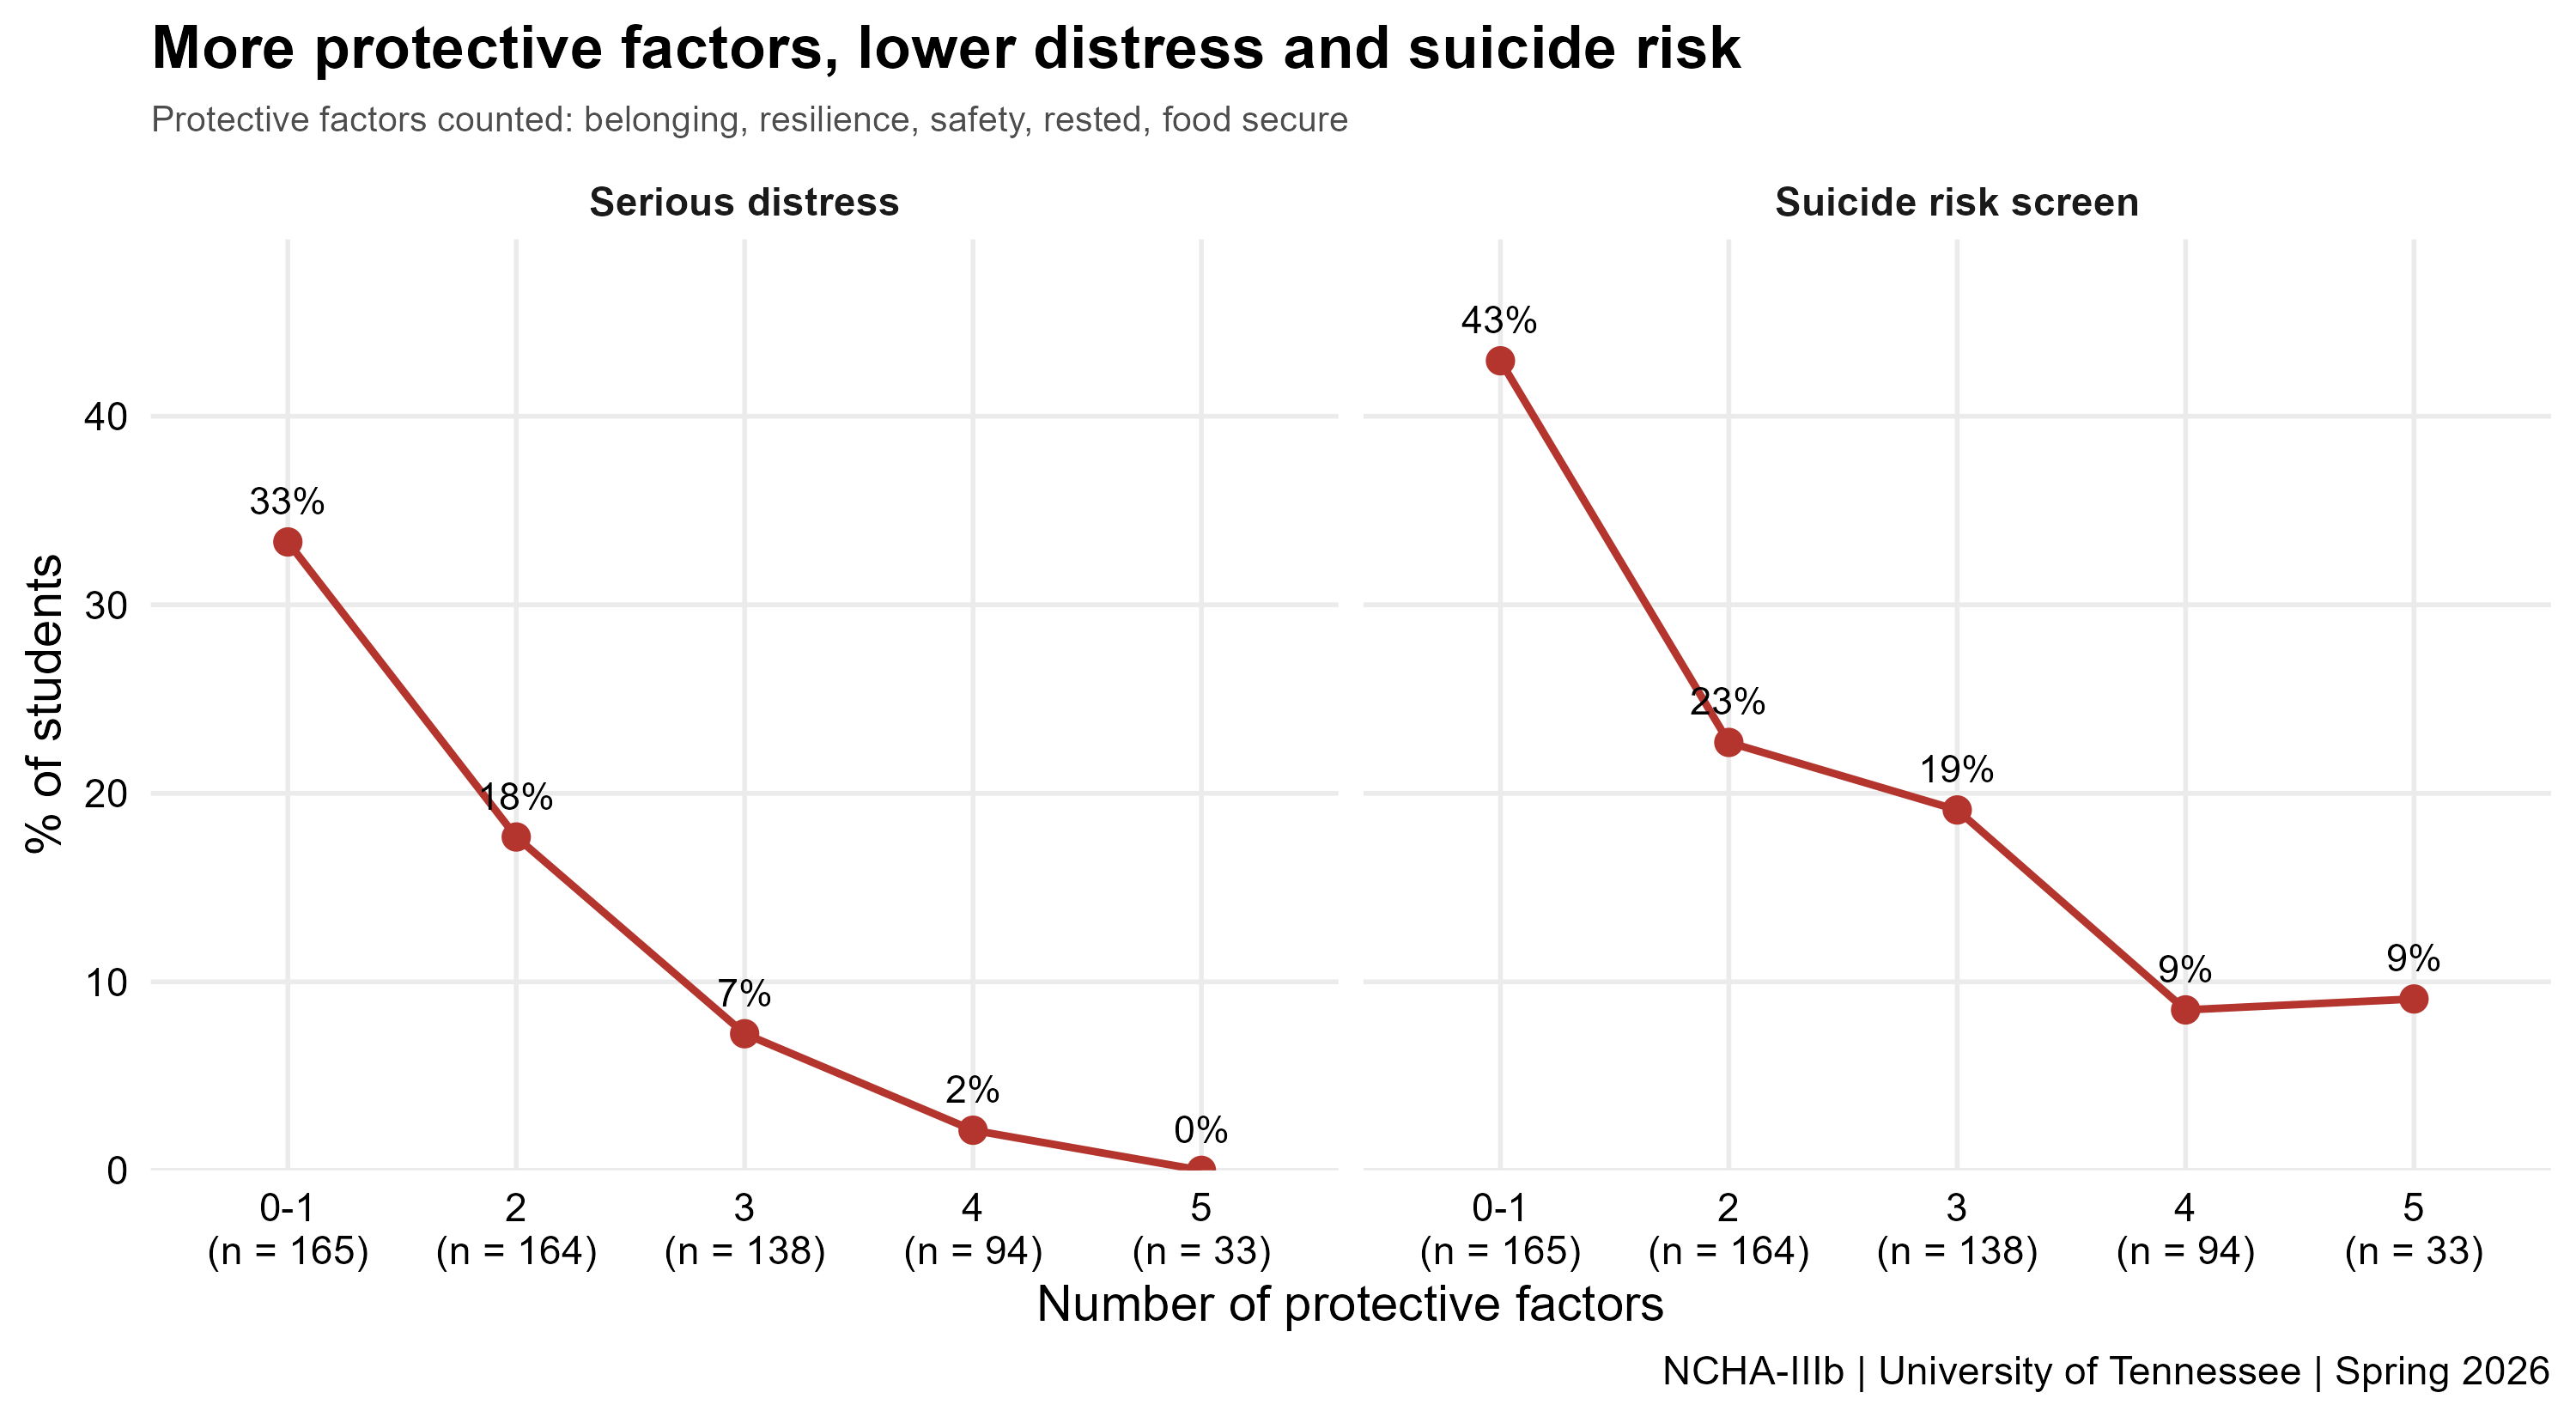 More protective factors, lower distress and suicide risk
Protective factors counted: belonging, resilience, safety, rested, food secure
Serious distress
Suicide risk screen
% of students
40
30
20
10
0
33%
18%
7%
2%
0%
43%
23%
19%
9%
9%
0-1
(n = 165)
2
(n = 164)
3
(n = 138)
4
(n = 94)
5
(n = 33)
0-1
(n = 165)
2
(n = 164)
3
(n = 138)
4
(n = 94)
5
(n = 33)
Number of protective factors
NCHA-IIIb | University of Tennessee | Spring 2026